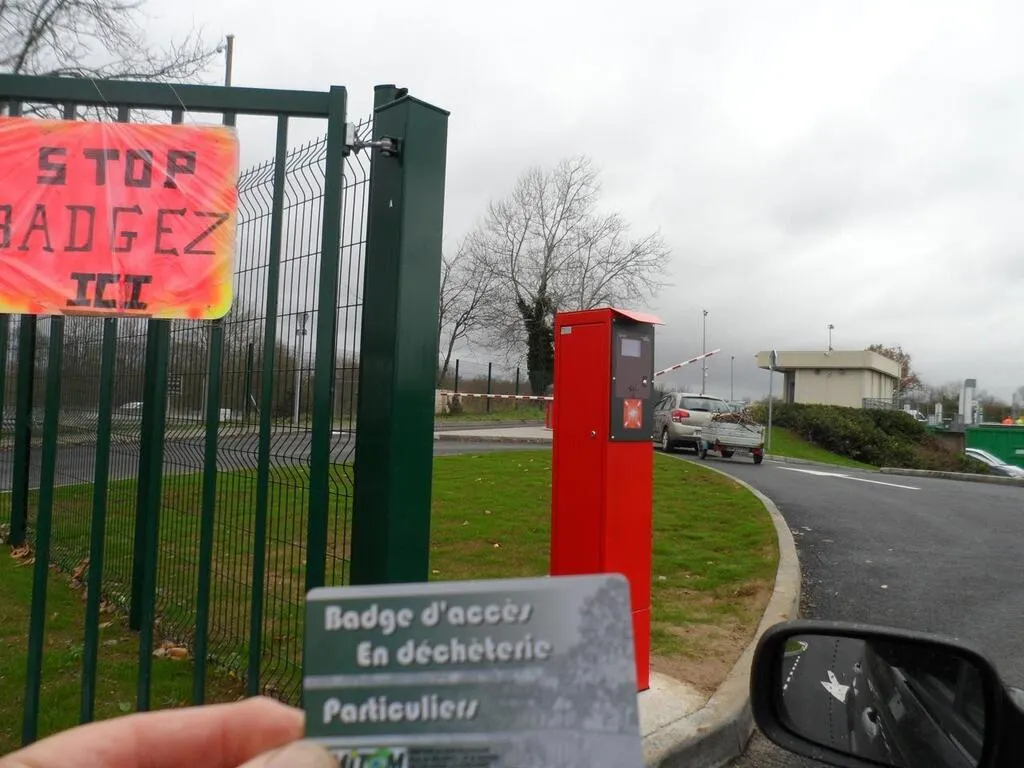 STOP
BADGEZ
ICI
Badge d'accès
En déchèterie
Particuliers